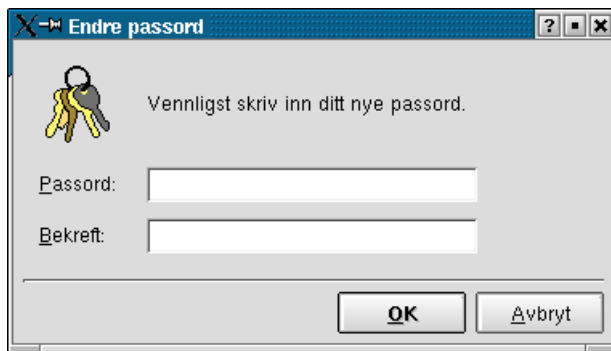 Endre passord
Vennligst skriv inn ditt nye passord.
Passord:
Bekreft:
OK
Avbryt